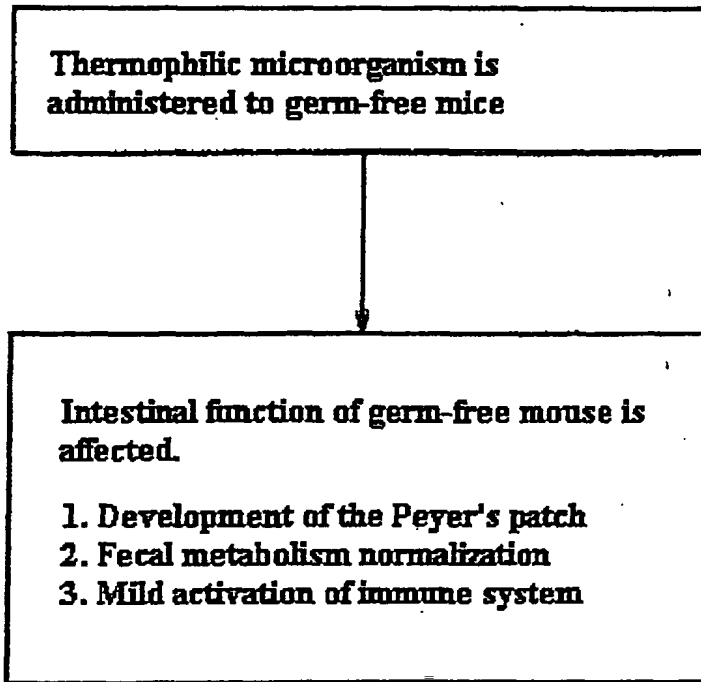 Thermophilic microorganism is
administered to germ-free mice
Intestinal function of germ-free mouse is
affected.
1. Development of the Peyer's patch
2. Fecal metabolism normalization
3. Mild activation of immune system